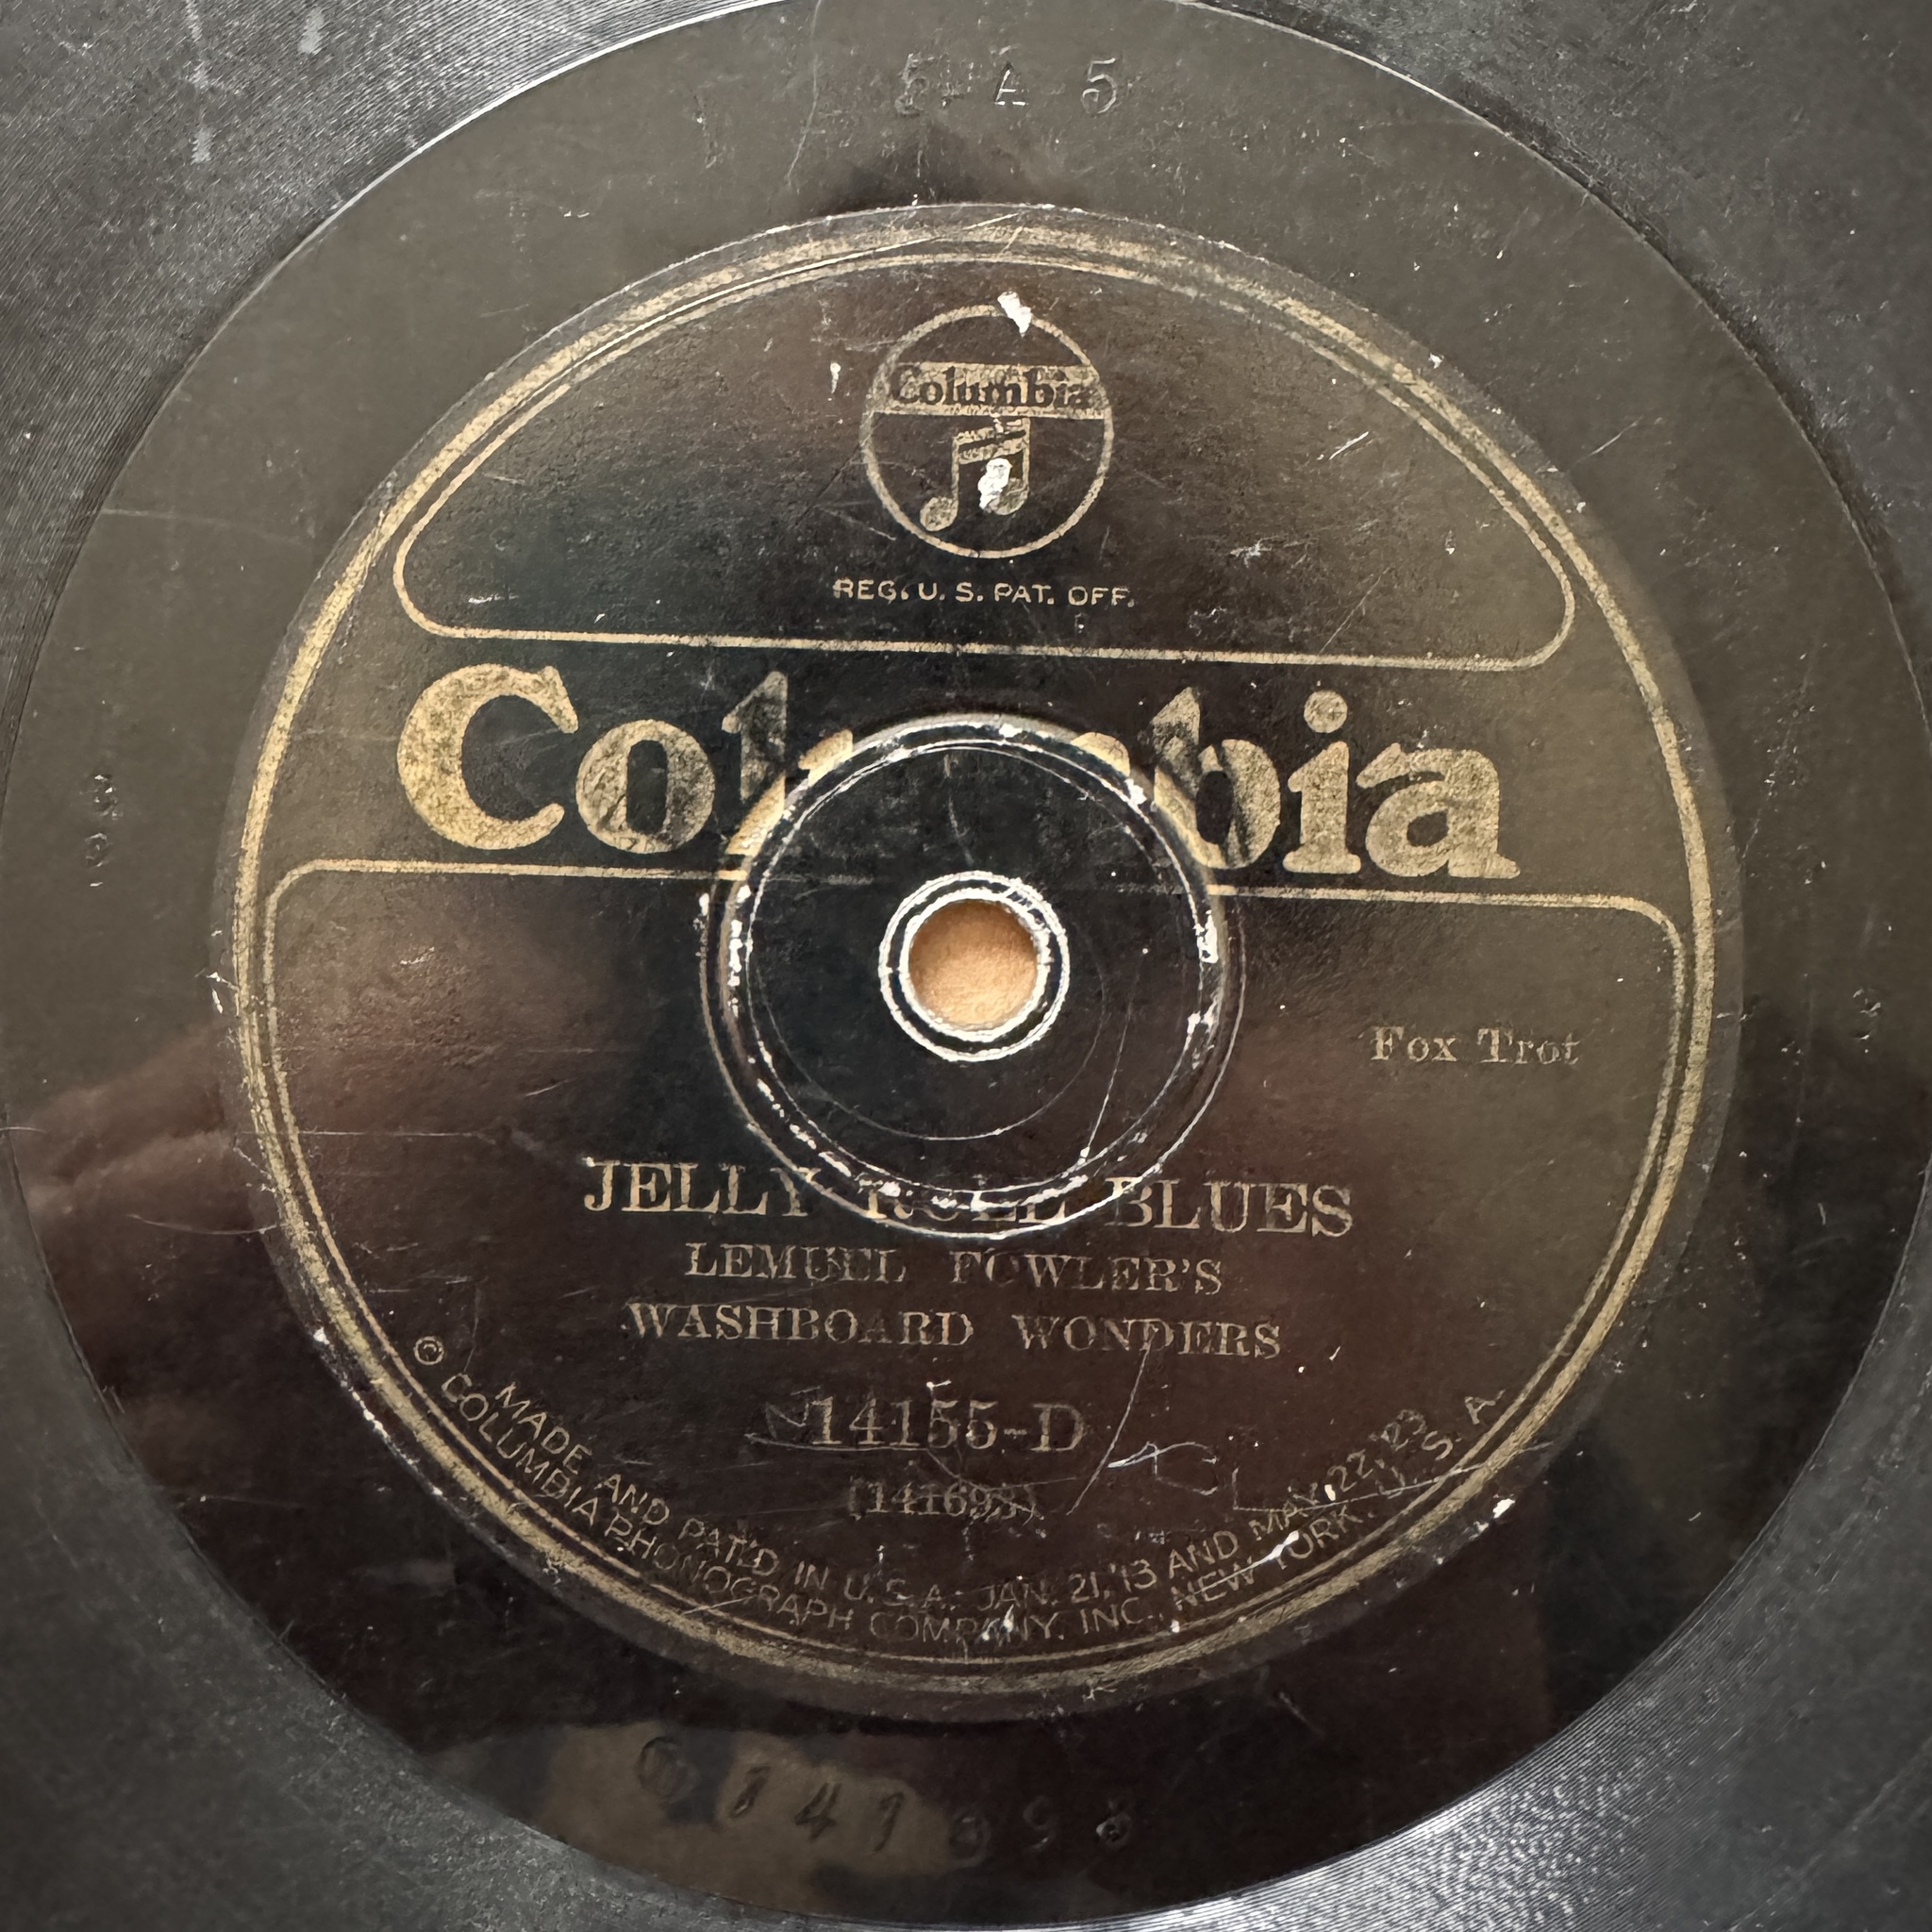 5-A-5
Columbia
REG. U. S. PAT. OFF.
Columbia
Fox Trot
JELLY ROLL BLUES
LEMUEL FOWLER'S
WASHBOARD WONDERS
14155-D
(141693)
MADE AND PAT'D IN U.S.A. JAN. 21,'13 AND MAY 22,'23
© COLUMBIA PHONOGRAPH COMPANY, INC., NEW YORK, U. S. A.